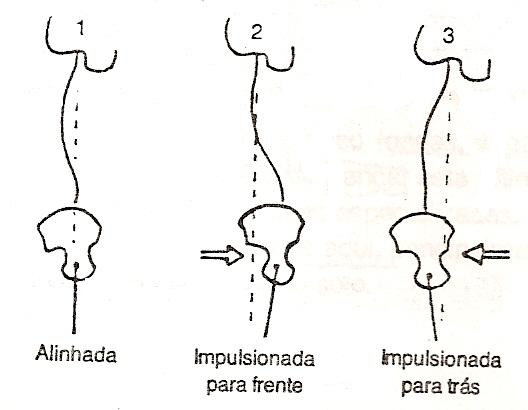 1
2
3
Alinhada
Impulsionada
para frente
Impulsionada
para trás